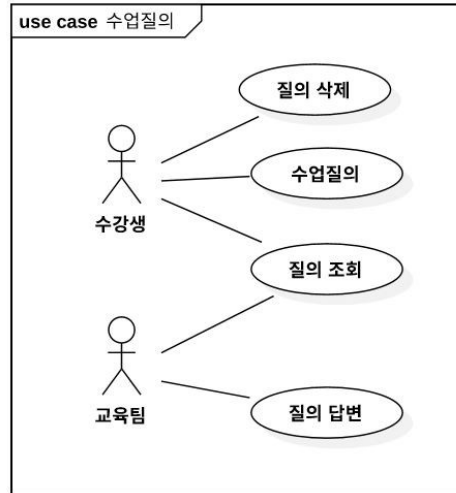 use case 수업질의
질의 삭제
수업질의
수강생
질의 조회
교육팀
질의 답변